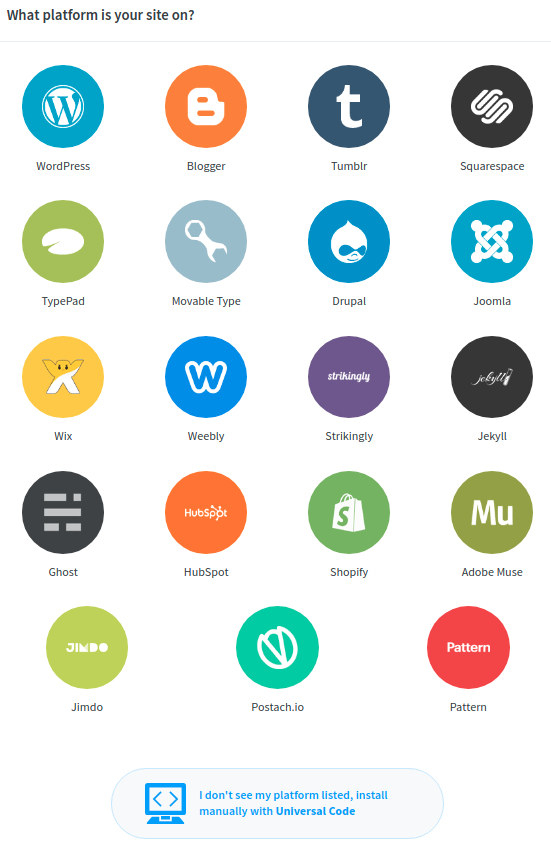 What platform is your site on?
WordPress Blogger Tumblr Squarespace
TypePad Movable Type Drupal Joomla
strikingly jekyll
Wix Weebly Strikingly Jekyll
HubSpot Mu
Ghost HubSpot Shopify Adobe Muse
JIMDO Pattern
Jimdo Postach.io Pattern
I don't see my platform listed, install
manually with Universal Code